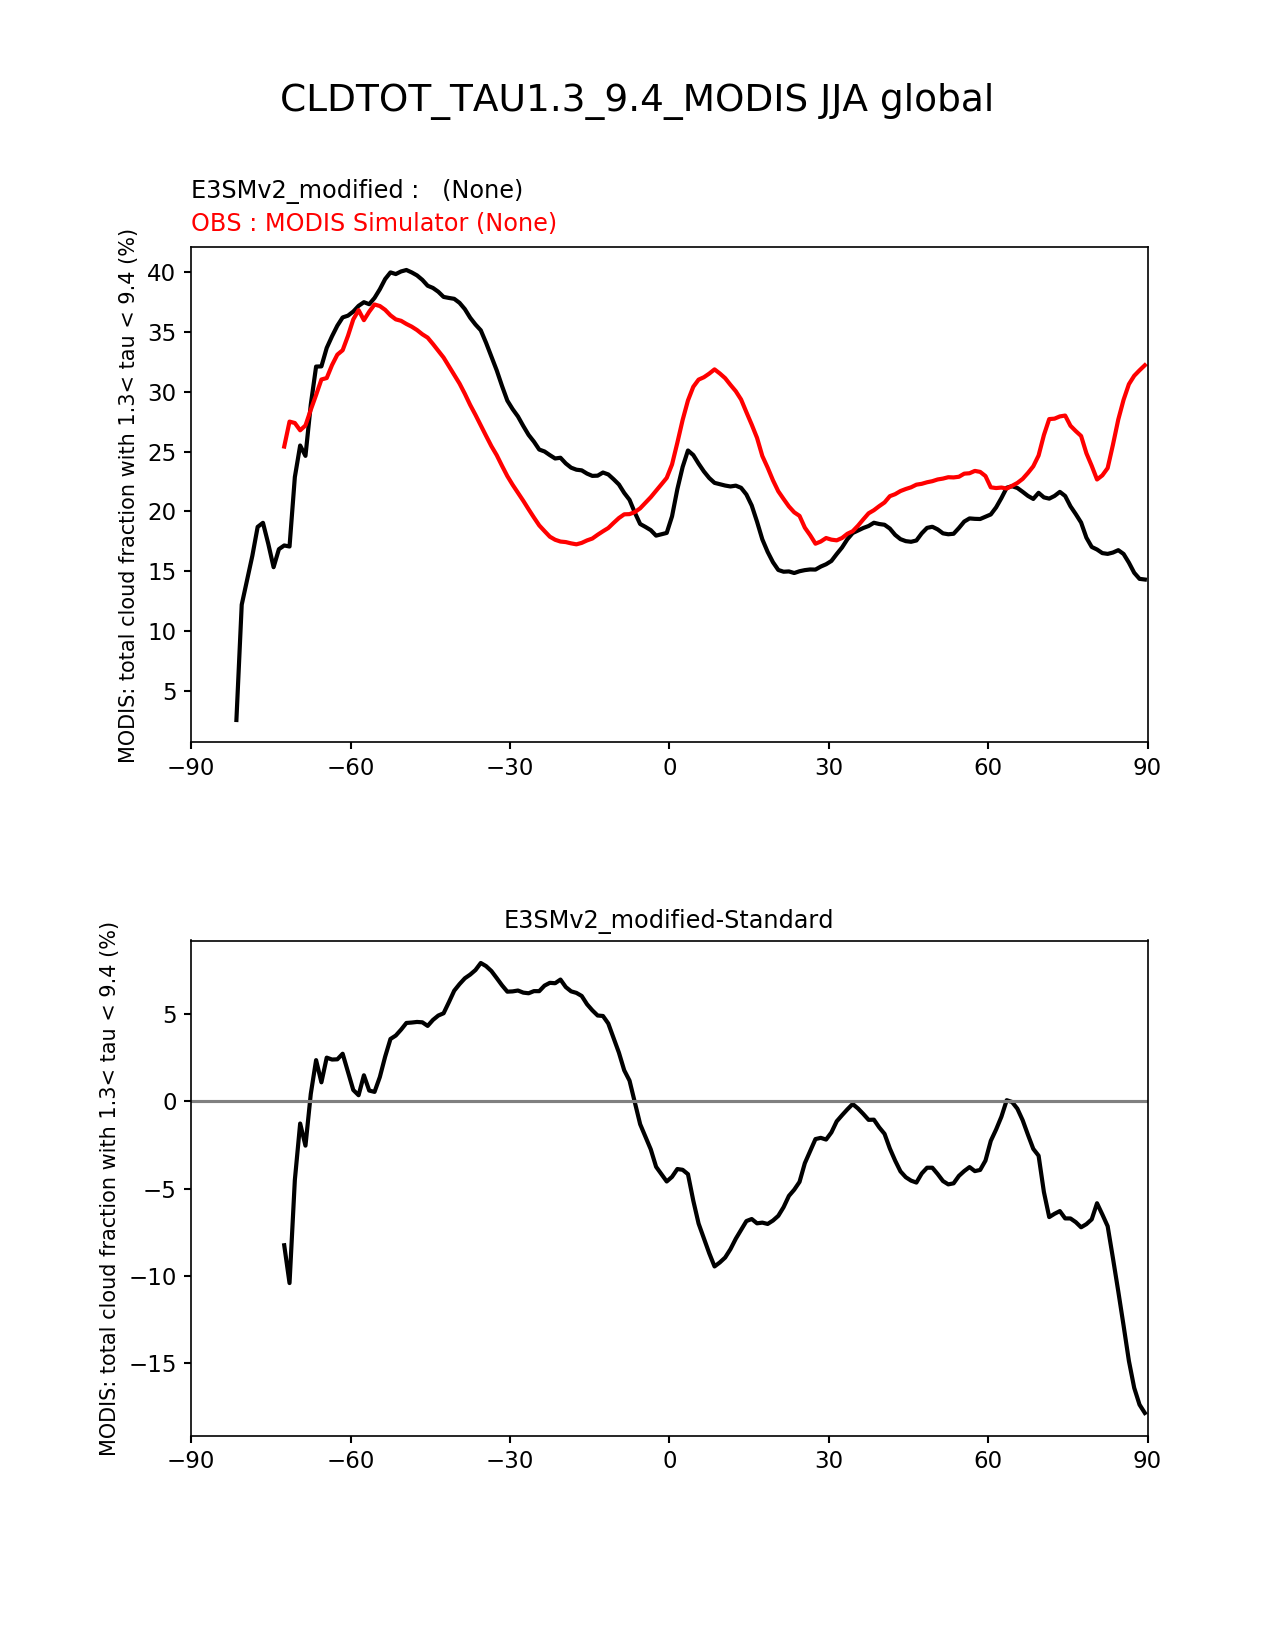 CLDTOT_TAU1.3_9.4_MODIS JJA global
E3SMv2_modified :   (None)
OBS : MODIS Simulator (None)
MODIS: total cloud fraction with 1.3< tau < 9.4 (%)
40
35
30
25
20
15
10
5
−90 −60 −30 0 30 60 90
E3SMv2_modified-Standard
MODIS: total cloud fraction with 1.3< tau < 9.4 (%)
5
0
−5
−10
−15
−90 −60 −30 0 30 60 90